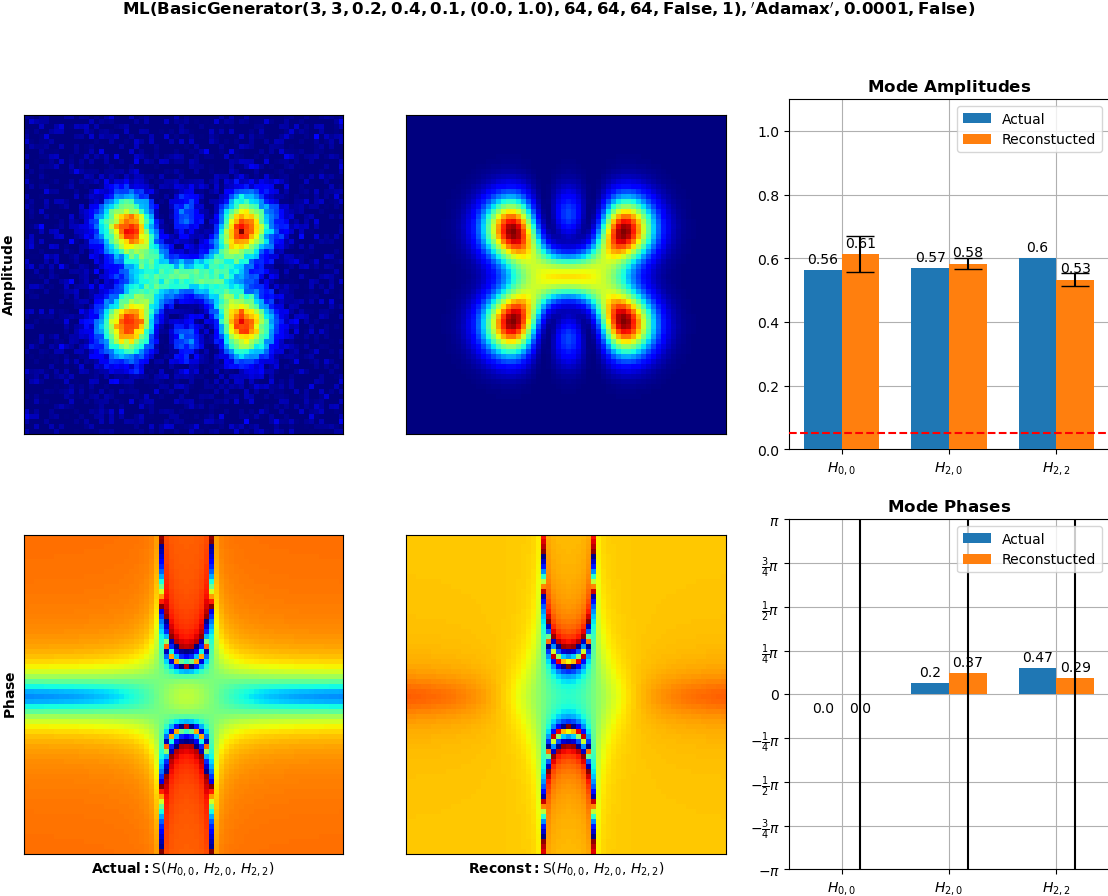 ML(BasicGenerator(3, 3, 0.2, 0.4, 0.1, (0.0, 1.0), 64, 64, 64, False, 1), ′Adamax′, 0.0001, False)
Amplitude
Mode Amplitudes
Actual
Reconstucted
1.0
0.8
0.6
0.4
0.2
0.0
0.56
0.61
0.57
0.58
0.6
0.53
H0, 0
H2, 0
H2, 2
Phase
Actual: S(H0, 0, H2, 0, H2, 2)
Reconst: S(H0, 0, H2, 0, H2, 2)
Mode Phases
Actual
Reconstucted
π
3/4π
1/2π
1/4π
0
−1/4π
−1/2π
−3/4π
−π
0.0
0.0
0.2
0.37
0.47
0.29
H0, 0
H2, 0
H2, 2